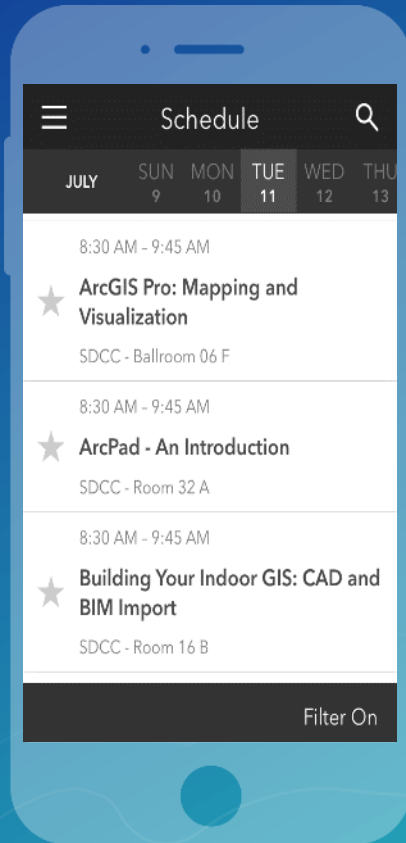 Schedule
JULY
SUN MON TUE WED THU
9 10 11 12 13
8:30 AM – 9:45 AM
ArcGIS Pro: Mapping and
Visualization
SDCC - Ballroom 06 F
8:30 AM – 9:45 AM
ArcPad - An Introduction
SDCC - Room 32 A
8:30 AM – 9:45 AM
Building Your Indoor GIS: CAD and
BIM Import
SDCC - Room 16 B
Filter On